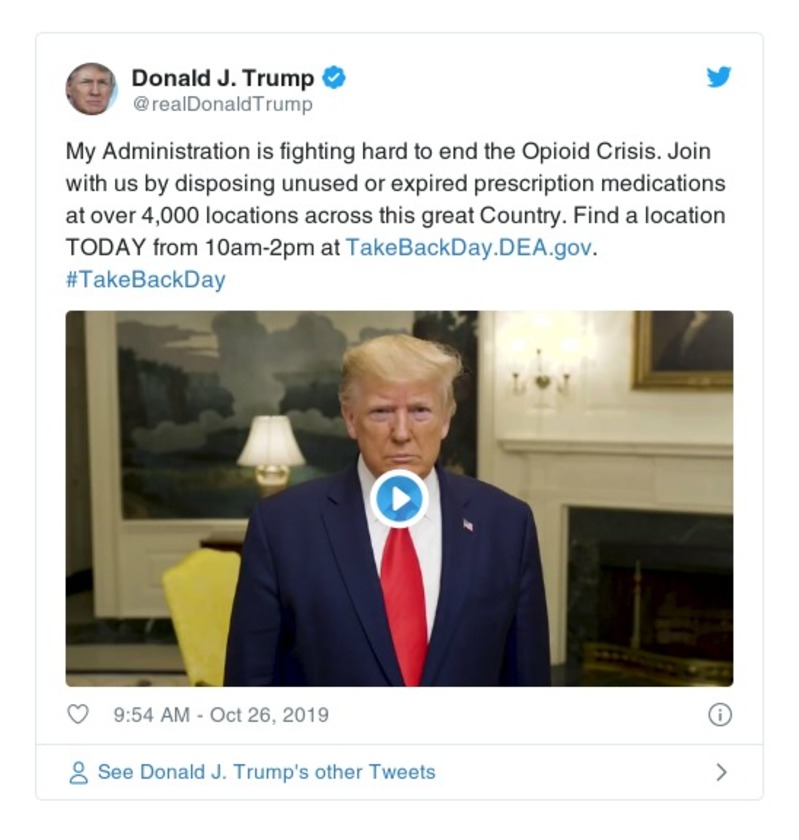 Donald J. Trump
@realDonaldTrump
My Administration is fighting hard to end the Opioid Crisis. Join
with us by disposing unused or expired prescription medications
at over 4,000 locations across this great Country. Find a location
TODAY from 10am-2pm at TakeBackDay.DEA.gov.
#TakeBackDay
9:54 AM - Oct 26, 2019
See Donald J. Trump's other Tweets